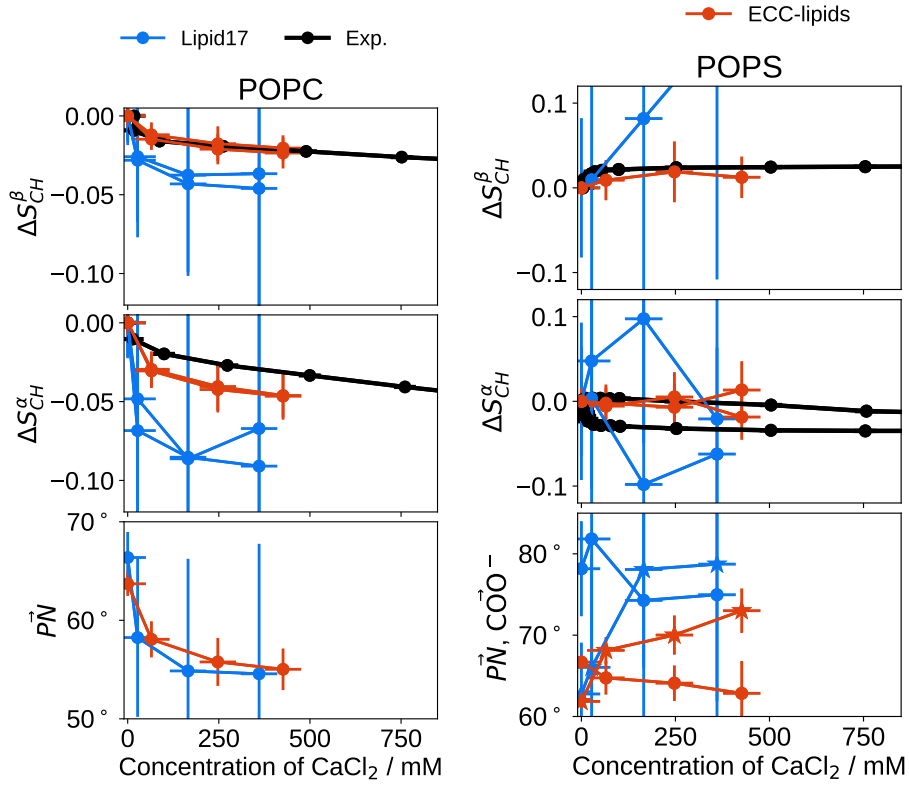 Lipid17 Exp. ECC-lipids
POPC
0.00
−0.05
−0.10
ΔS^β_CH
0.00
−0.05
−0.10
ΔS^α_CH
70°
60°
50°
P⃗N
0 250 500 750
Concentration of CaCl₂ / mM
POPS
0.1
0.0
−0.1
ΔS^β_CH
0.1
0.0
−0.1
ΔS^α_CH
80°
70°
60°
P⃗N, CO⃗O⁻
0 250 500 750
Concentration of CaCl₂ / mM